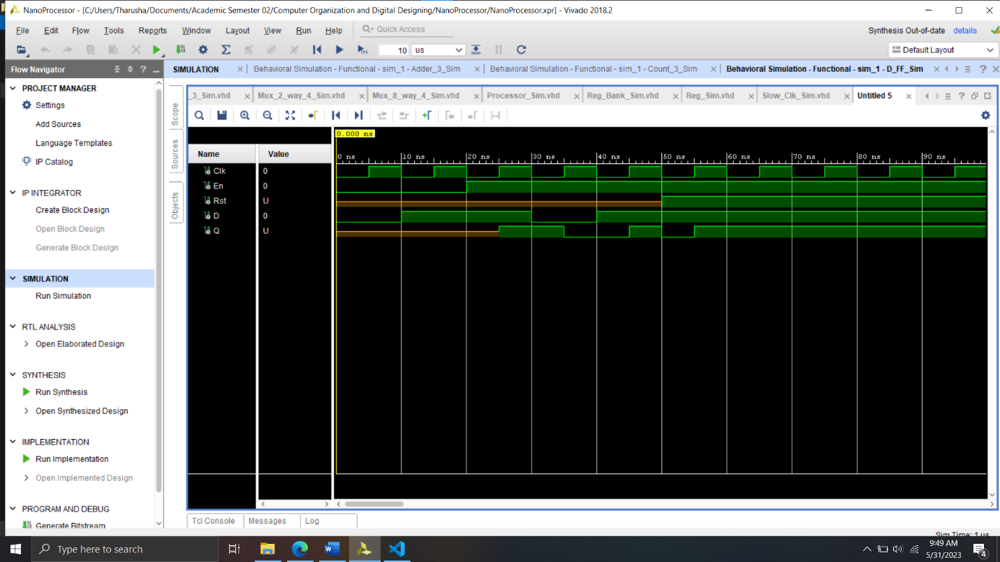 NanoProcessor - [C:/Users/Tharusha/Documents/Academic Semester 02/Computer Organization and Digital Designing/NanoProcessor/NanoProcessor.xpr] - Vivado 2018.2
File Edit Flow Tools Reports Window Layout View Run Help Quick Access
Synthesis Out-of-date details
10 us
Default Layout
Flow Navigator
SIMULATION
Behavioral Simulation - Functional - sim_1 - Adder_3_Sim
Behavioral Simulation - Functional - sim_1 - Count_3_Sim
Behavioral Simulation - Functional - sim_1 - D_FF_Sim
PROJECT MANAGER
Settings
Add Sources
Language Templates
IP Catalog
IP INTEGRATOR
Create Block Design
Open Block Design
Generate Block Design
SIMULATION
Run Simulation
RTL ANALYSIS
Open Elaborated Design
SYNTHESIS
Run Synthesis
Open Synthesized Design
IMPLEMENTATION
Run Implementation
Open Implemented Design
PROGRAM AND DEBUG
Generate Bitstream
Scope
Sources
Objects
_3_Sim.vhd Mux_2_way_4_Sim.vhd Mux_8_way_4_Sim.vhd Processor_Sim.vhd Reg_Bank_Sim.vhd Reg_Sim.vhd Slow_Clk_Sim.vhd Untitled 5
0.000 ns
Name Value
0 ns 10 ns 20 ns 30 ns 40 ns 50 ns 60 ns 70 ns 80 ns 90 ns
Clk 0
En 0
Rst U
D 0
Q U
Tcl Console Messages Log
Sim Time: 1 us
Type here to search
9:49 AM
5/31/2023
4